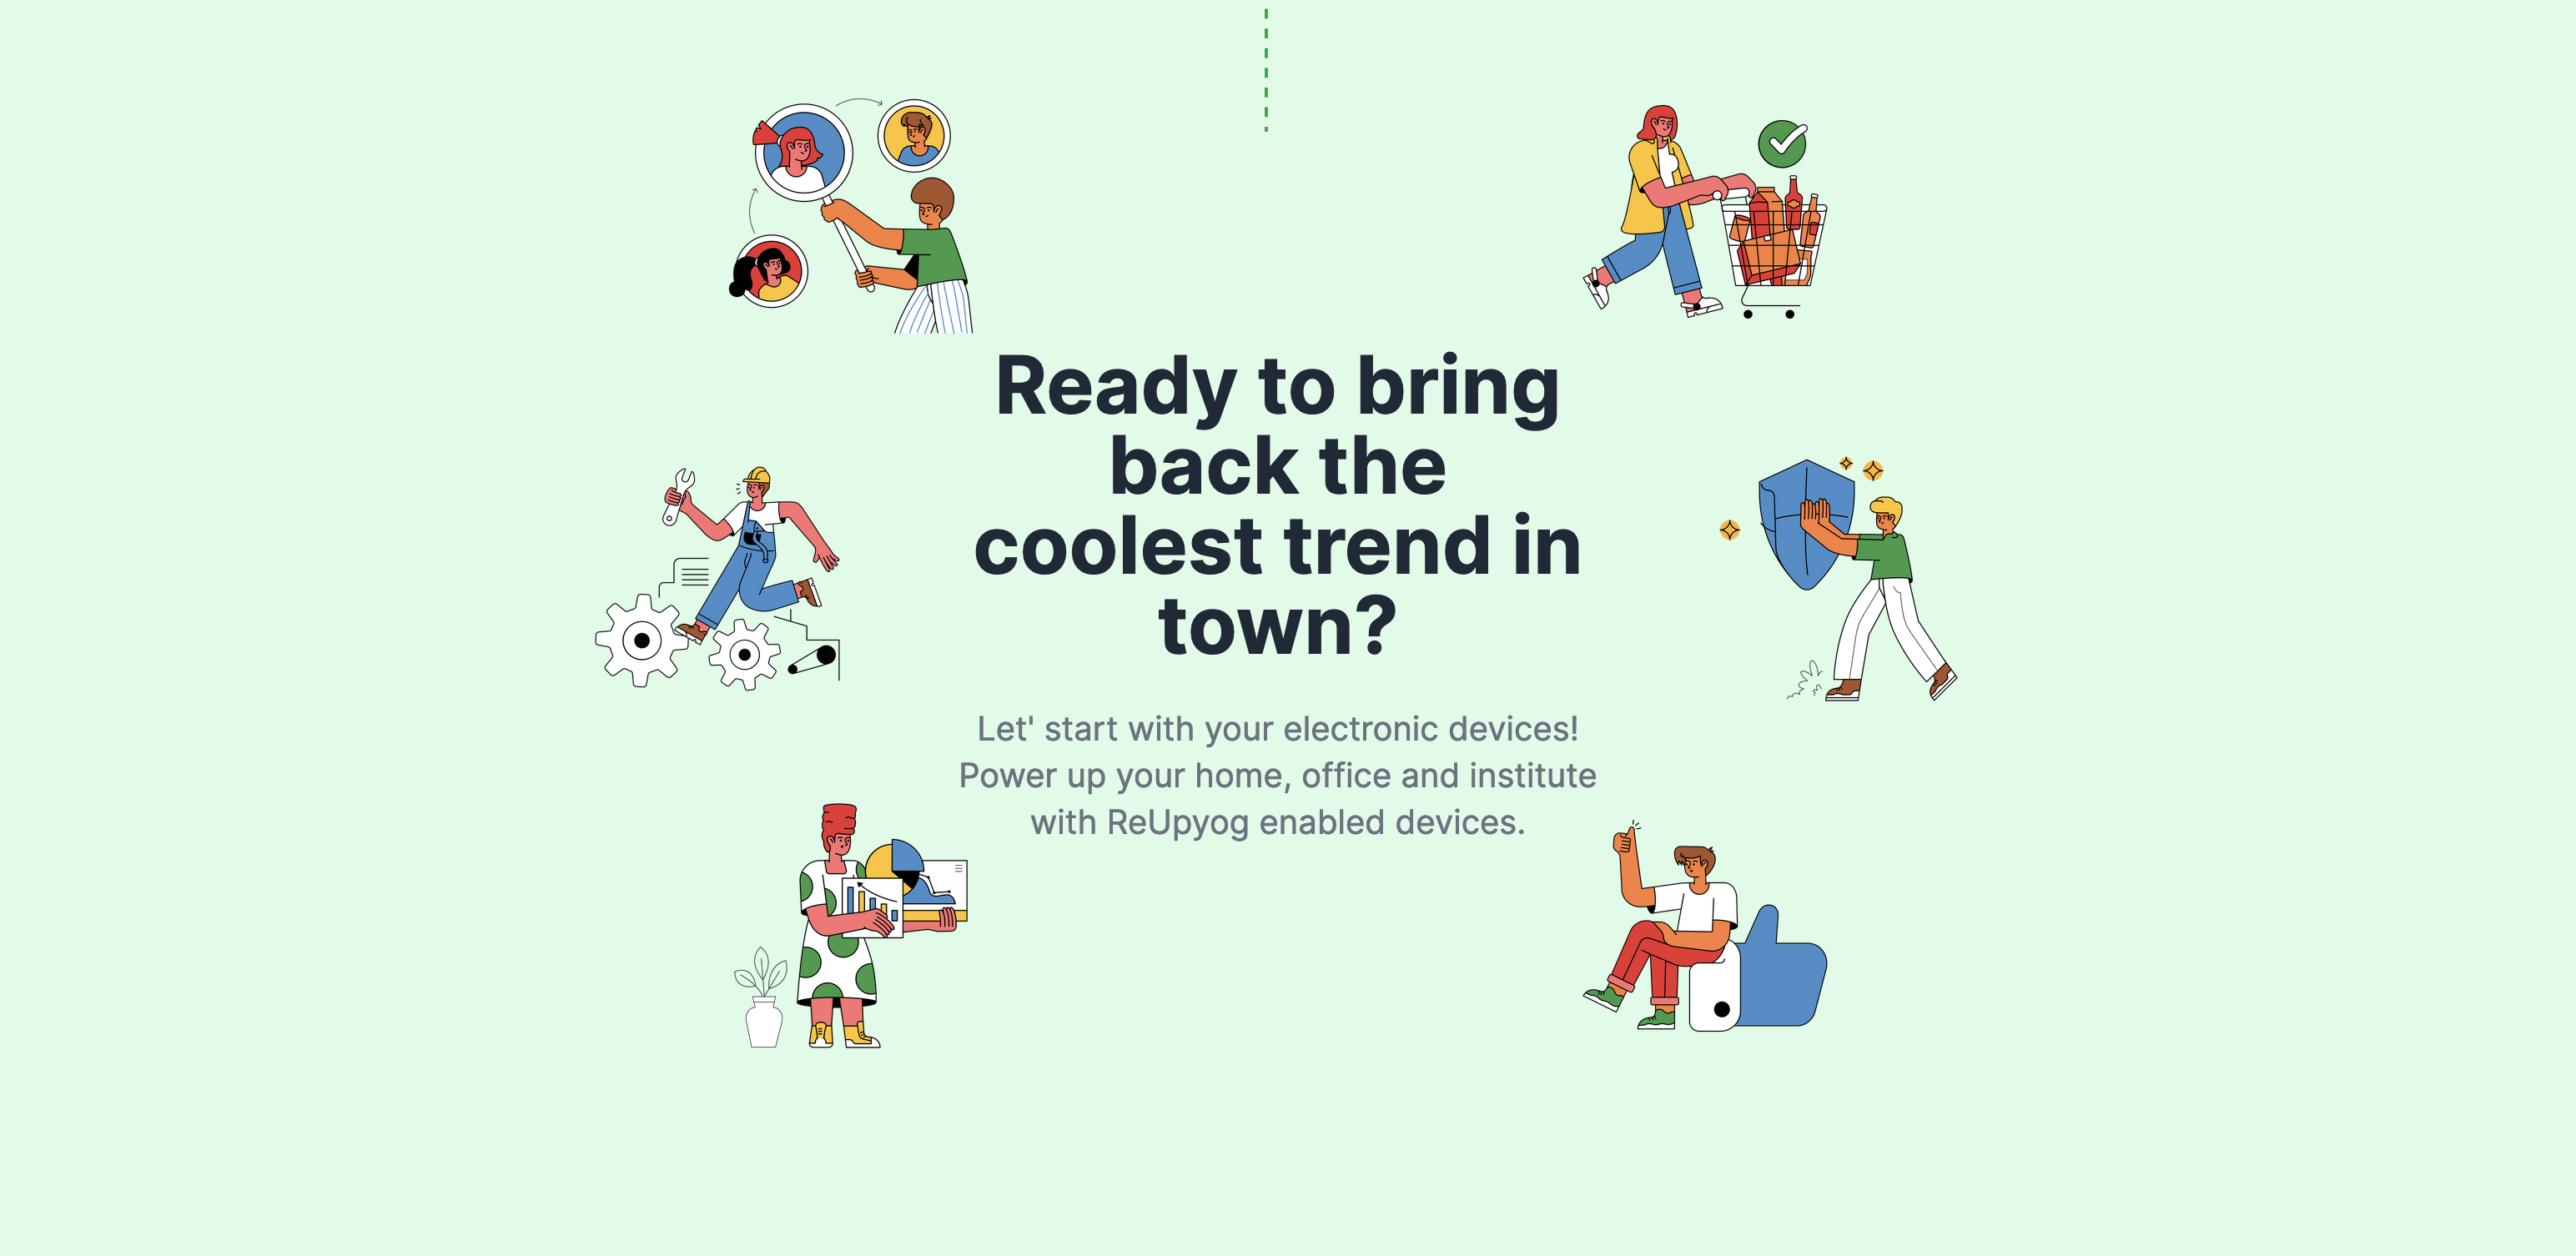 Ready to bring
back the
coolest trend in
town?
Let' start with your electronic devices!
Power up your home, office and institute
with ReUpyog enabled devices.